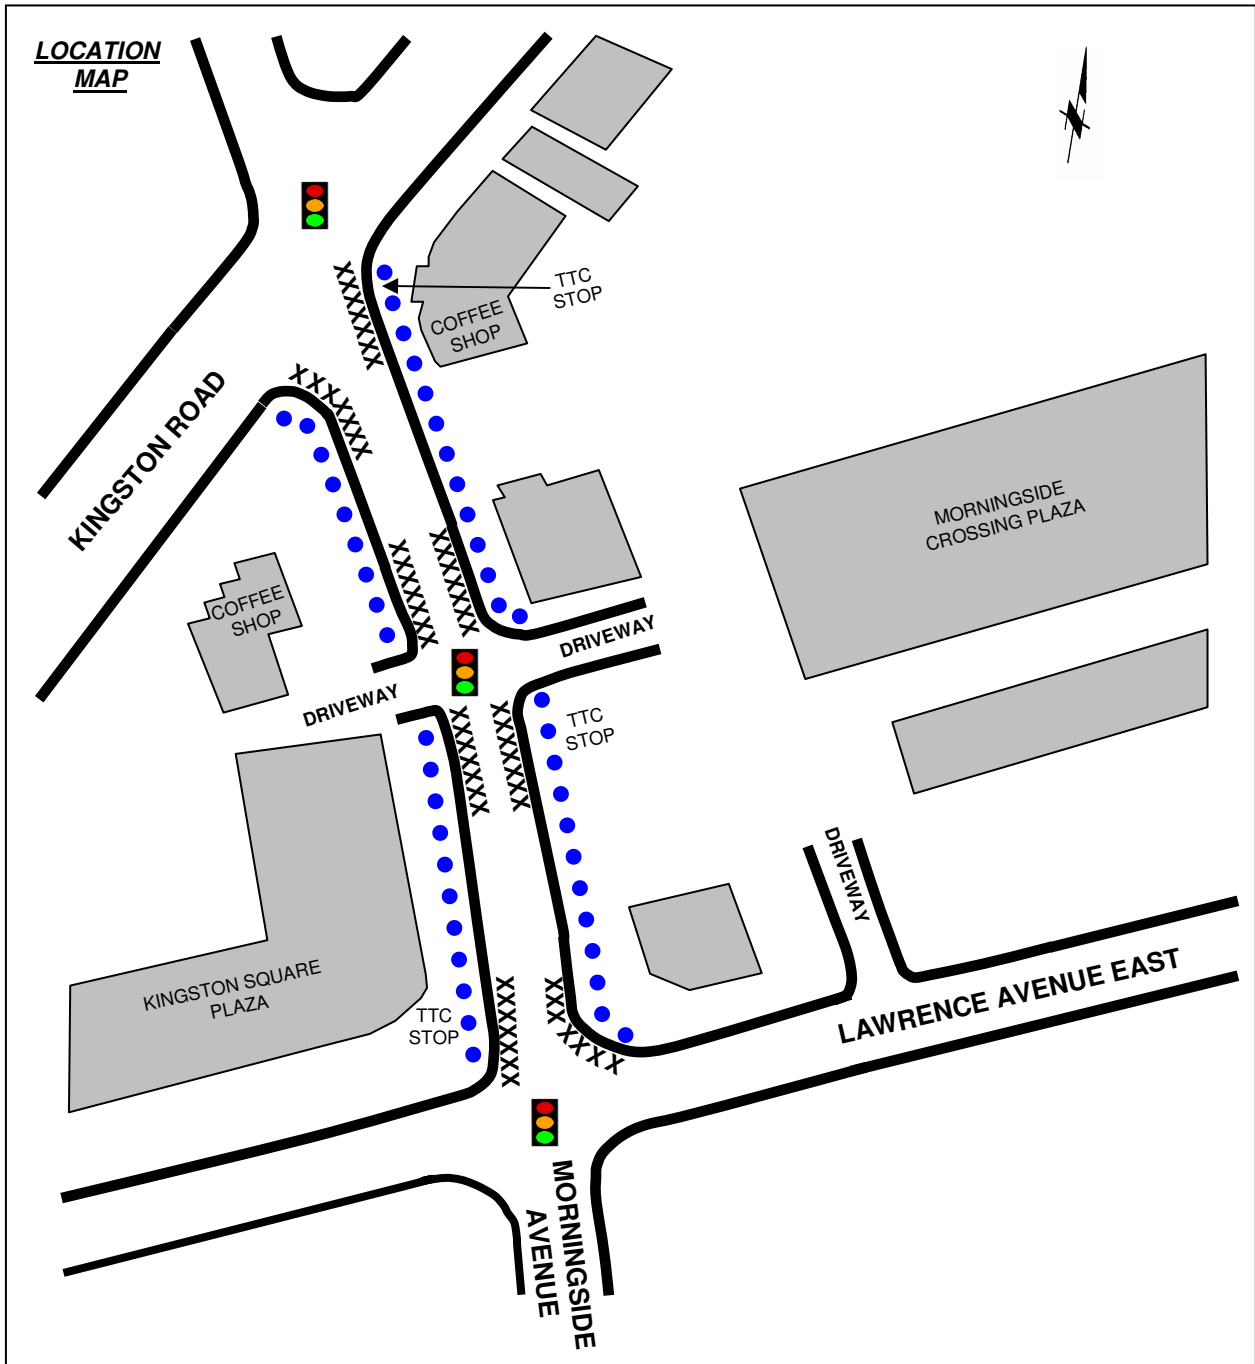 LOCATION
MAP
TTC
STOP
COFFEE
SHOP
KINGSTON ROAD
MORNINGSIDE
CROSSING PLAZA
COFFEE
SHOP
DRIVEWAY
DRIVEWAY
TTC
STOP
DRIVEWAY
KINGSTON SQUARE
PLAZA
TTC
STOP
LAWRENCE AVENUE EAST
MORNINGSIDE
AVENUE